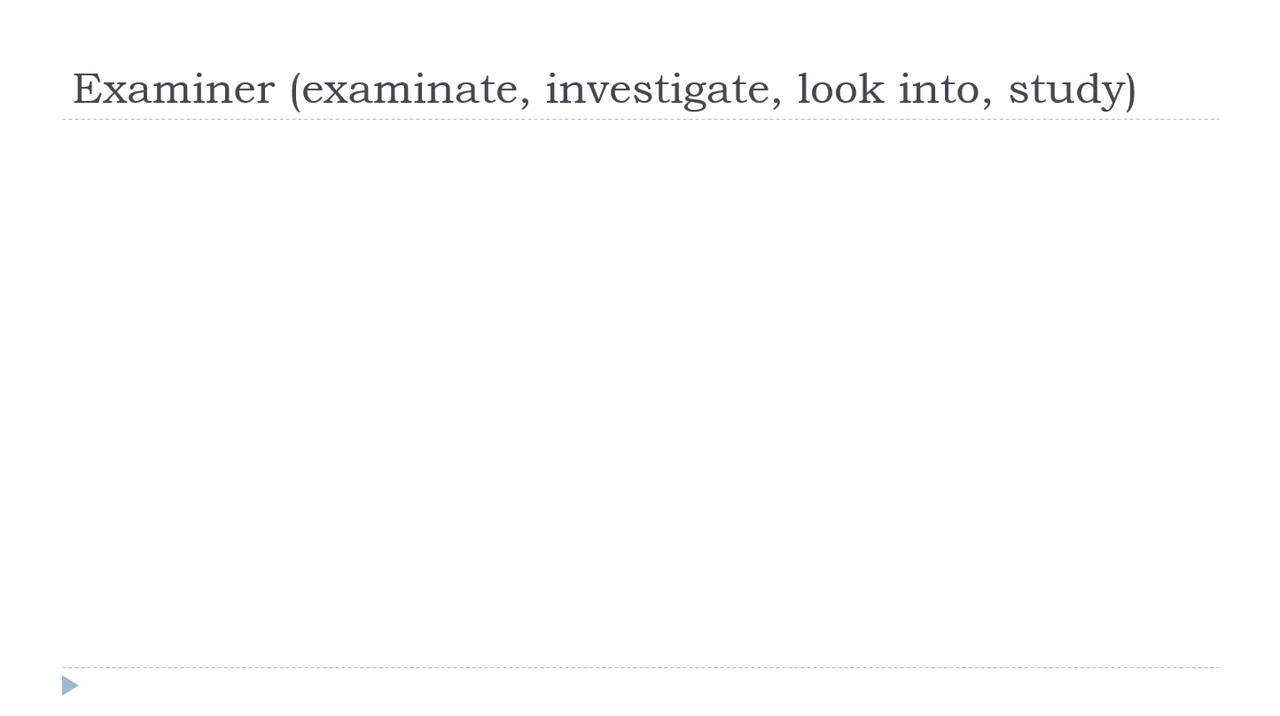 Examiner (examinate, investigate, look into, study)